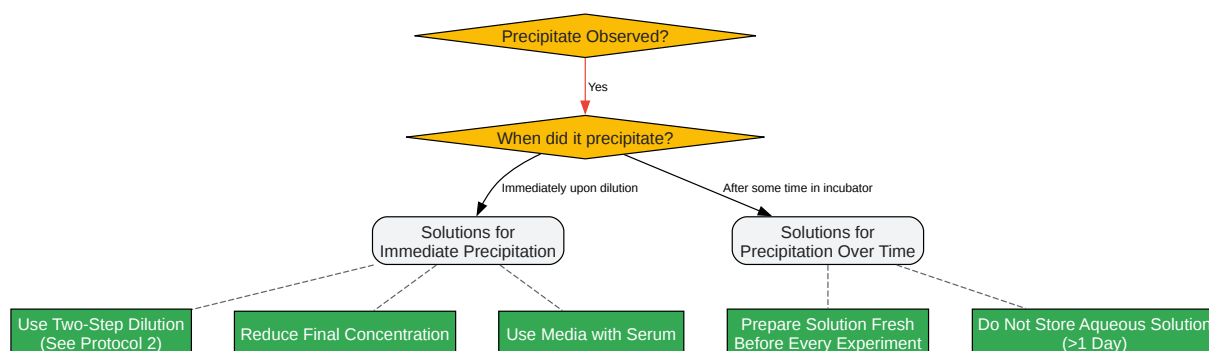 Precipitate Observed?
Yes
When did it precipitate?
Immediately upon dilution
After some time in incubator
Solutions for
Immediate Precipitation
Solutions for
Precipitation Over Time
Use Two-Step Dilution
(See Protocol 2)
Reduce Final Concentration
Use Media with Serum
Prepare Solution Fresh
Before Every Experiment
Do Not Store Aqueous Solution
(>1 Day)